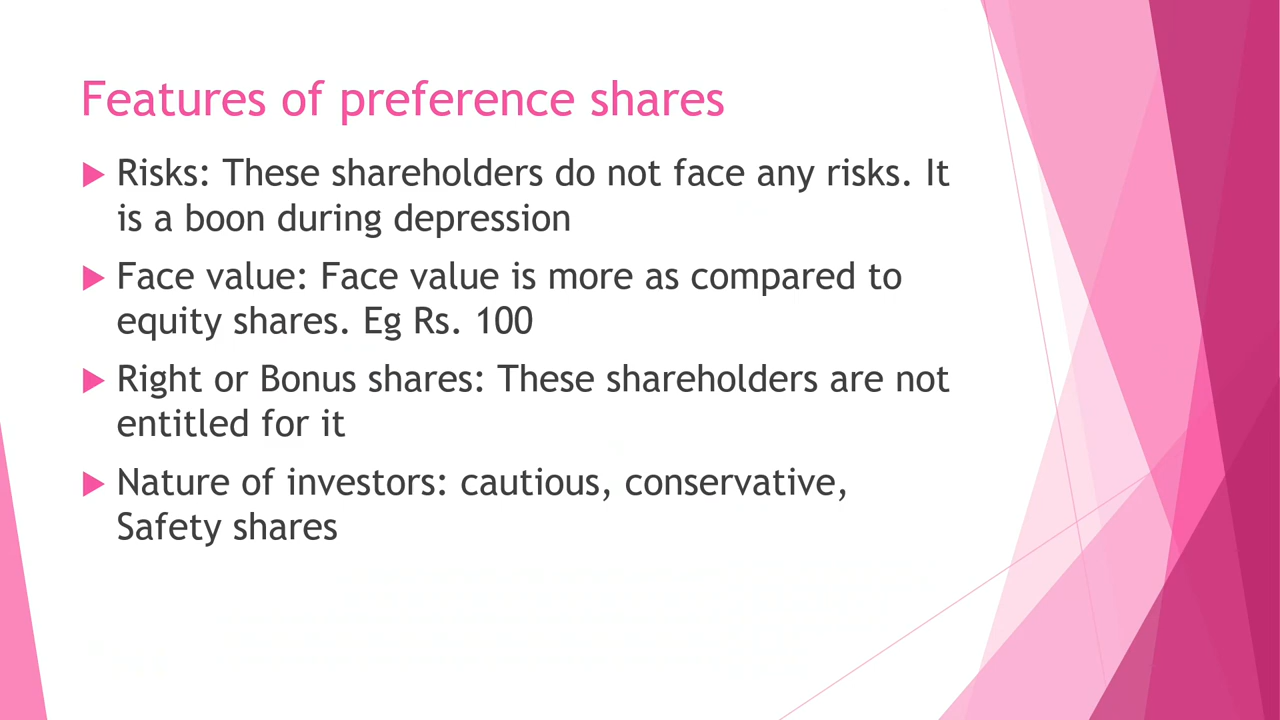 Features of preference shares
Risks: These shareholders do not face any risks. It
is a boon during depression
Face value: Face value is more as compared to
equity shares. Eg Rs. 100
Right or Bonus shares: These shareholders are not
entitled for it
Nature of investors: cautious, conservative,
Safety shares